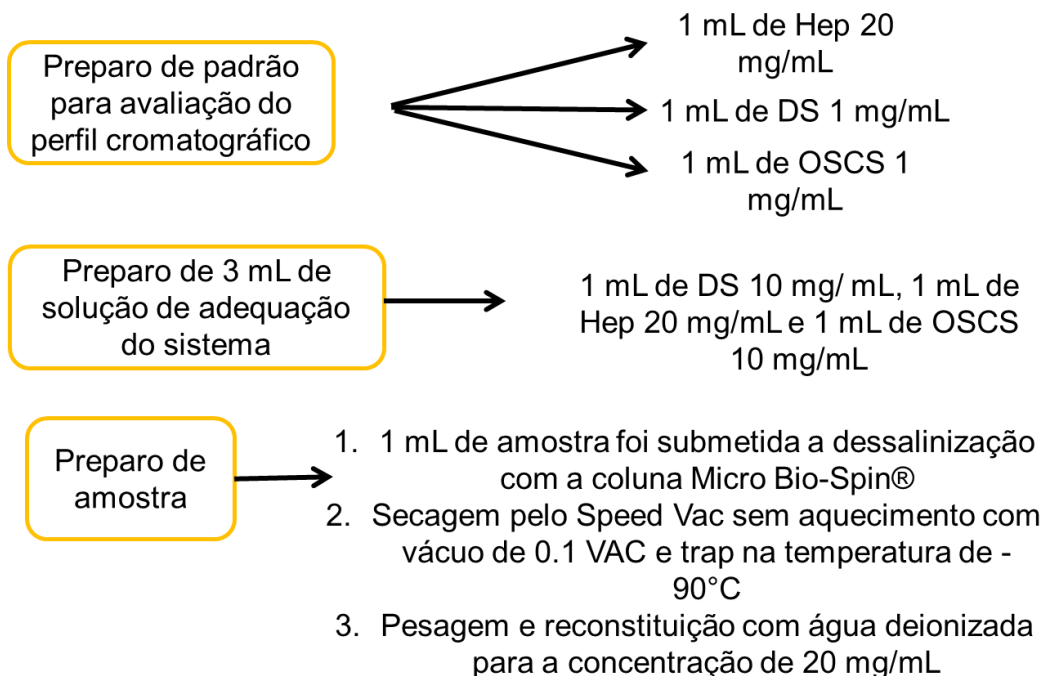 Preparo de padrão
para avaliação do
perfil cromatográfico
1 mL de Hep 20
mg/mL
1 mL de DS 1 mg/mL
1 mL de OSCS 1
mg/mL
Preparo de 3 mL de
solução de adequação
do sistema
1 mL de DS 10 mg/ mL, 1 mL de
Hep 20 mg/mL e 1 mL de OSCS
10 mg/mL
Preparo de
amostra
1. 1 mL de amostra foi submetida a dessalinização
com a coluna Micro Bio-Spin®
2. Secagem pelo Speed Vac sem aquecimento com
vácuo de 0.1 VAC e trap na temperatura de -
90°C
3. Pesagem e reconstituição com água deionizada
para a concentração de 20 mg/mL